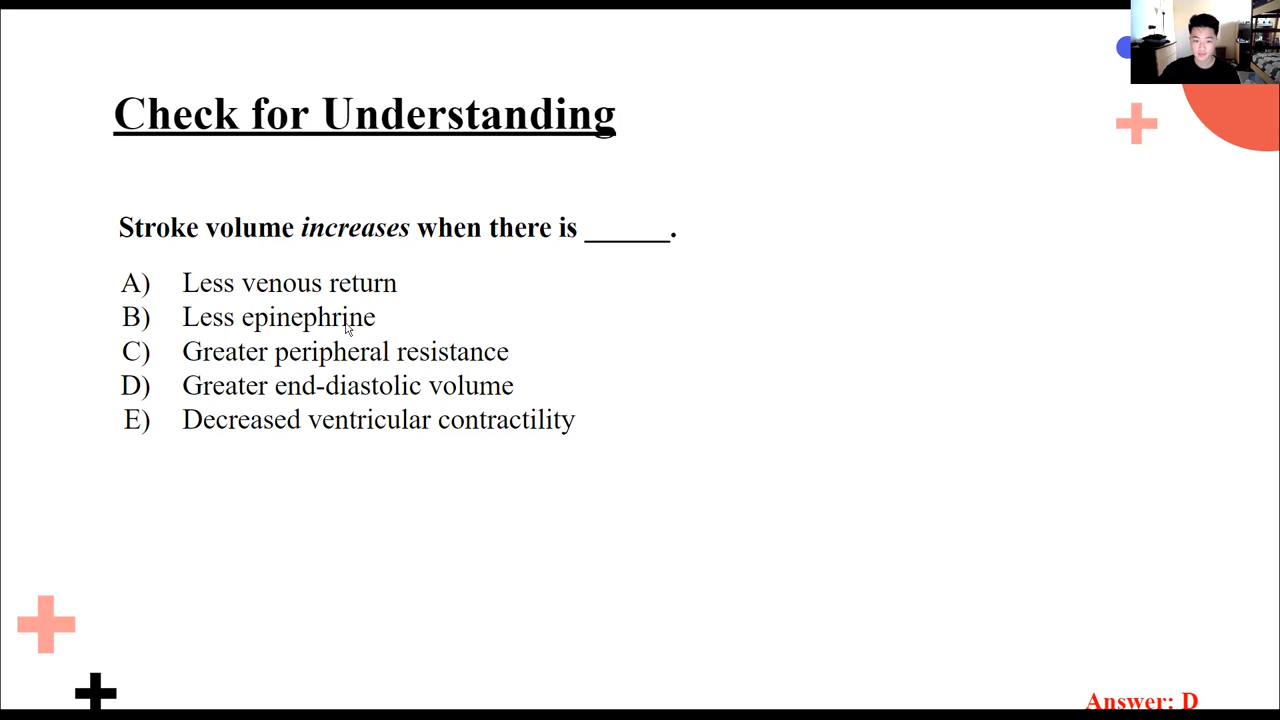 Check for Understanding
Stroke volume increases when there is ______.
A) Less venous return
B) Less epinephrine
C) Greater peripheral resistance
D) Greater end-diastolic volume
E) Decreased ventricular contractility
Answer: D